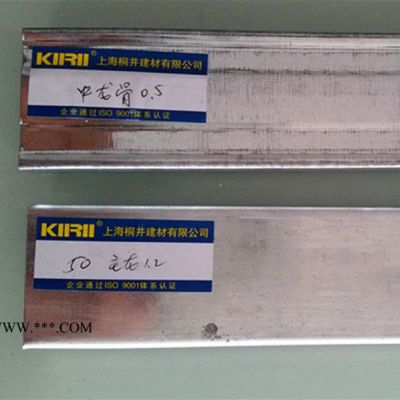 KIRII® 上海桐井建材有限公司
中龙骨0.5
企业通过ISO 9001体系认证
KIRII® 上海桐井建材有限公司
50 主龙1.2
企业通过ISO 9001体系认证
WWW.***.COM